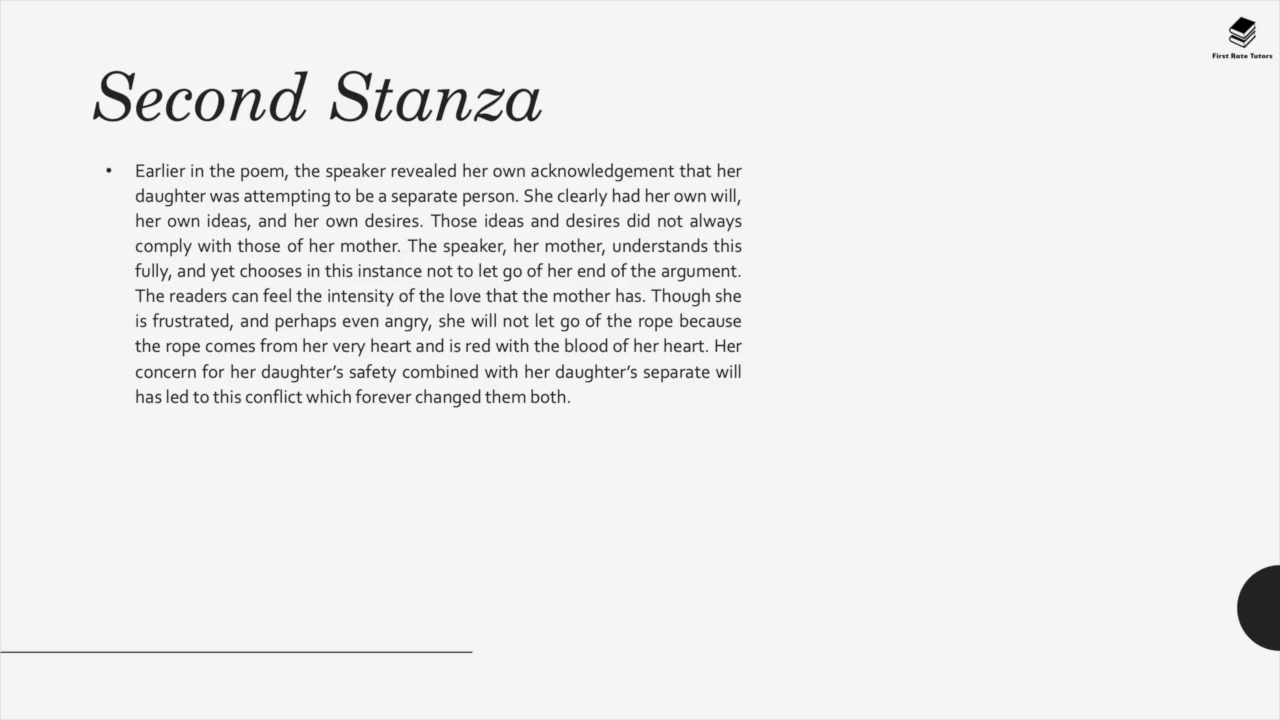 First Rate Tutors
Second Stanza
• Earlier in the poem, the speaker revealed her own acknowledgement that her
daughter was attempting to be a separate person. She clearly had her own will,
her own ideas, and her own desires. Those ideas and desires did not always
comply with those of her mother. The speaker, her mother, understands this
fully, and yet chooses in this instance not to let go of her end of the argument.
The readers can feel the intensity of the love that the mother has. Though she
is frustrated, and perhaps even angry, she will not let go of the rope because
the rope comes from her very heart and is red with the blood of her heart. Her
concern for her daughter’s safety combined with her daughter’s separate will
has led to this conflict which forever changed them both.